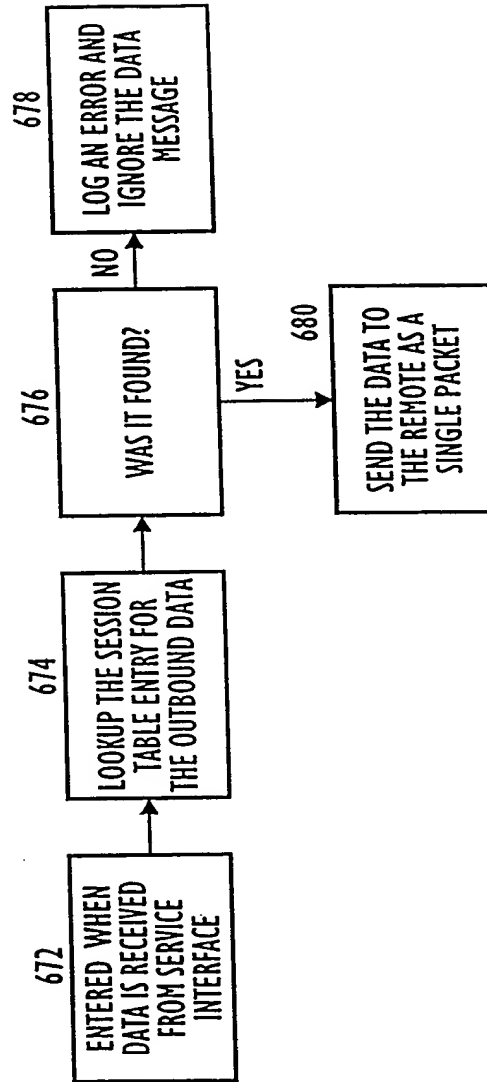 672
ENTERED WHEN
DATA IS RECEIVED
FROM SERVICE
INTERFACE
674
LOOKUP THE SESSION
TABLE ENTRY FOR
THE OUTBOUND DATA
676
WAS IT FOUND?
NO
678
LOG AN ERROR AND
IGNORE THE DATA
MESSAGE
YES
680
SEND THE DATA TO
THE REMOTE AS A
SINGLE PACKET